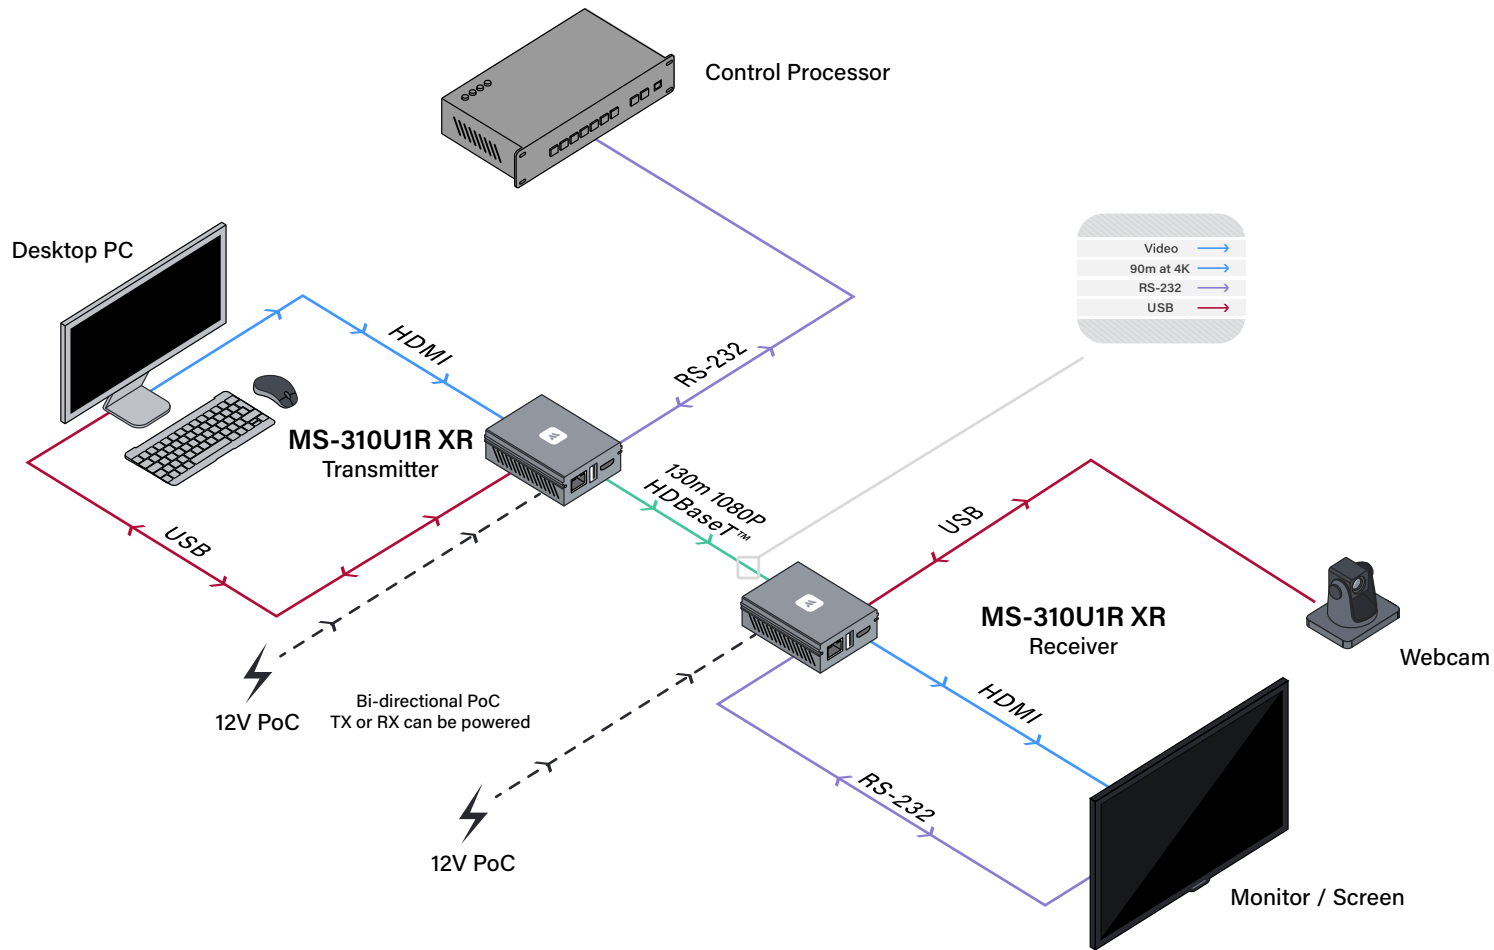 Control Processor
Desktop PC
Video
90m at 4K
RS-232
USB
HDMI
RS-232
MS-310U1R XR
Transmitter
130m 1080P
HDBaseT™
USB
USB
MS-310U1R XR
Receiver
Webcam
12V PoC
Bi-directional PoC
TX or RX can be powered
HDMI
RS-232
12V PoC
Monitor / Screen